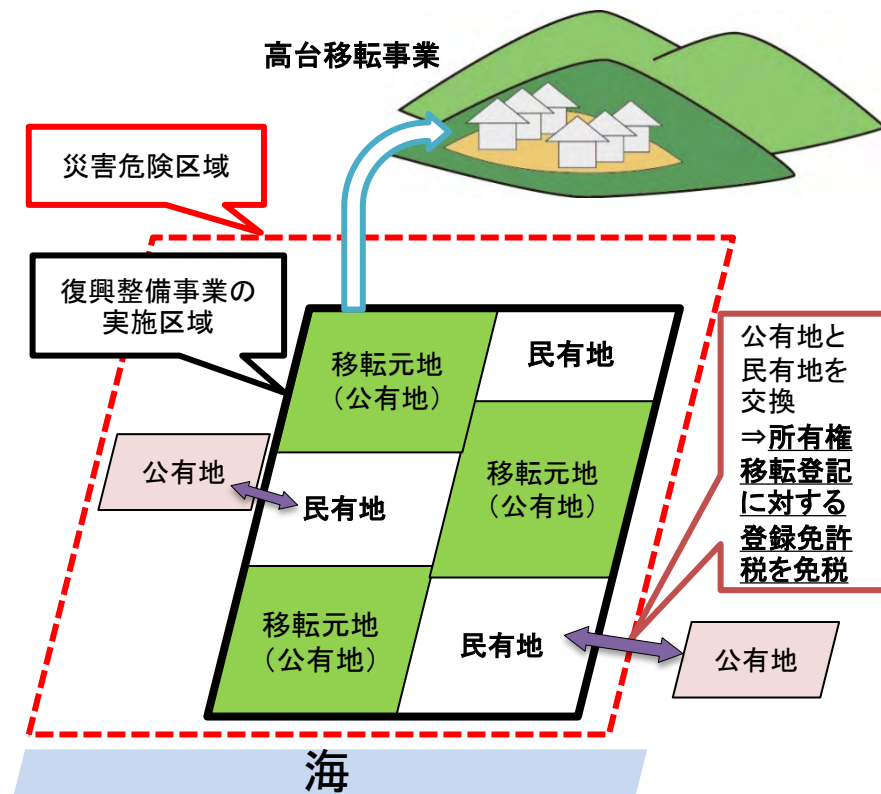 高台移転事業
災害危険区域
復興整備事業の
実施区域
移転元地
（公有地）
民有地
公有地と
民有地を
交換
⇒所有権
移転登記
に対する
登録免許
税を免税
公有地
民有地
移転元地
（公有地）
移転元地
（公有地）
民有地
公有地
海